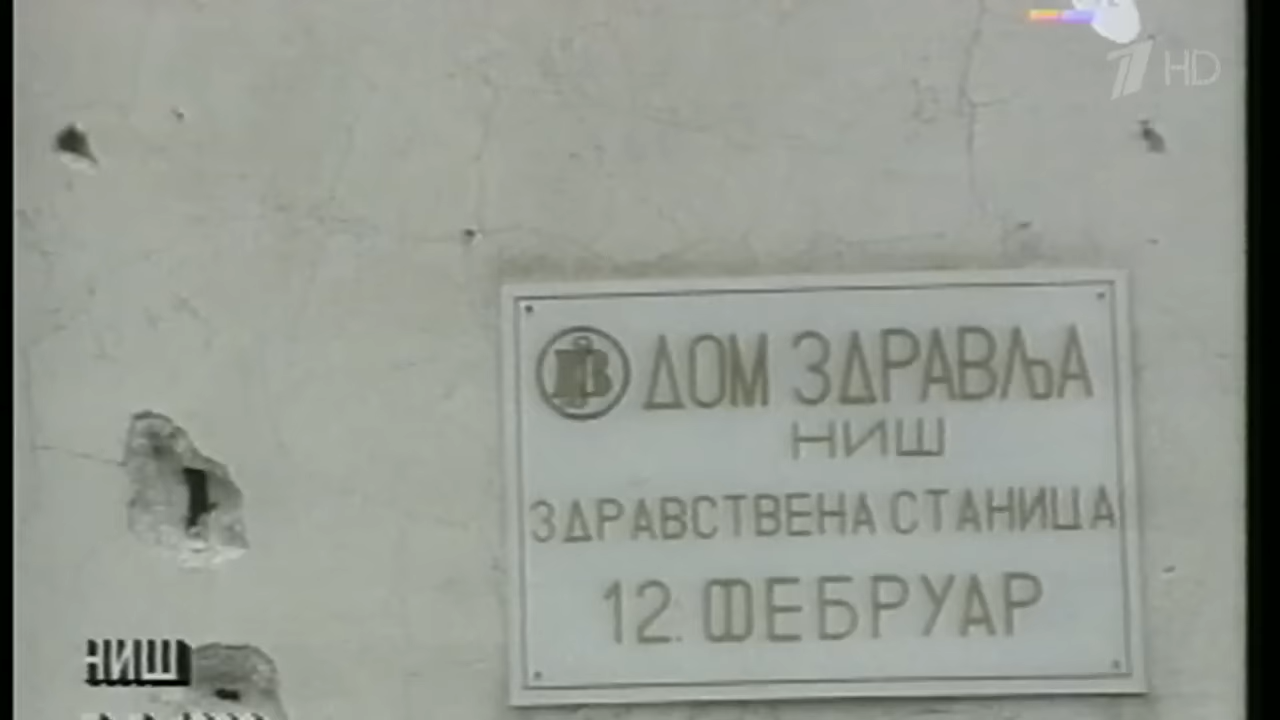 HD
ДОМ ЗДРАВЉА
НИШ
ЗДРАВСТВЕНА СТАНИЦА
12. ФЕБРУАР
НИШ